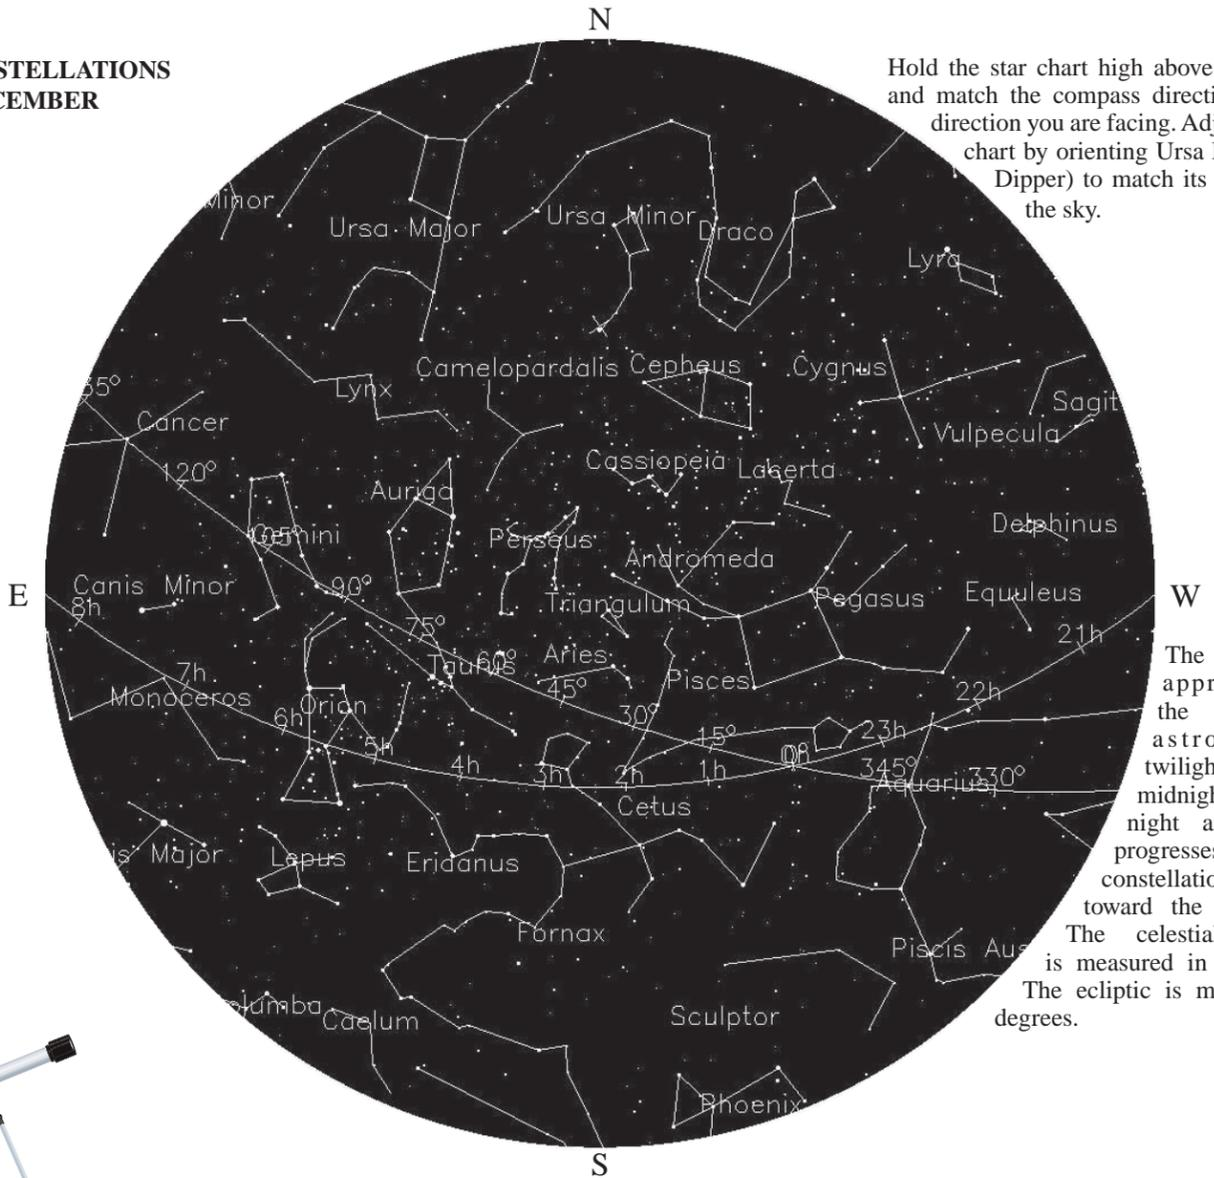 N
STELLATIONS
CEMBER
Hold the star chart high above
and match the compass directi
direction you are facing. Adj
chart by orienting Ursa
Dipper) to match its
the sky.
Minor
Ursa Major
Ursa Minor
Draco
Lyra
Camelopardalis
Cepheus
Cygnus
Lynx
35°
Sagit
Cancer
Vulpecula
120°
Cassiopeia
Lacerta
Auriga
Delphinus
Gemini
105°
Perseus
Andromeda
Canis Minor
90°
E
W
8h
Triangulum
Pegasus
Equuleus
75°
21h
Taurus
60°
Aries
7h
45°
Pisces
Monoceros
Orion
22h
6h
30°
15°
23h
5h
4h
3h
2h
1h
0h
0°
345°
330°
Aquarius
Cetus
The
appr
the
astro
twiligh
midnigh
night a
progresses
constellatio
toward the
The celestial
is measured in
The ecliptic is m
degrees.
is Major
Lepus
Eridanus
Fornax
Piscis Aus
olumba
Caelum
Sculptor
Phoenix
S